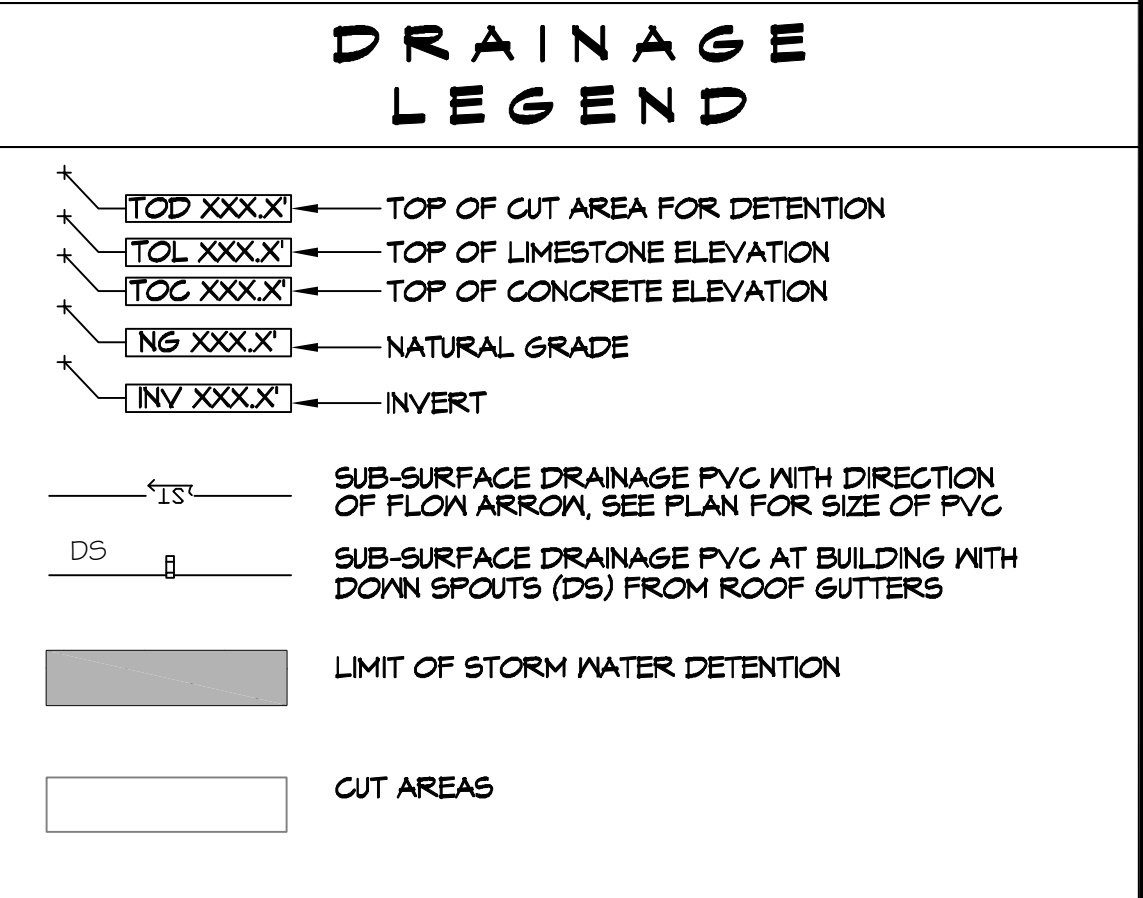 DRAINAGE
LEGEND
TOD XXX.X' TOP OF CUT AREA FOR DETENTION
TOL XXX.X' TOP OF LIMESTONE ELEVATION
TOC XXX.X' TOP OF CONCRETE ELEVATION
NG XXX.X' NATURAL GRADE
INV XXX.X' INVERT
ST
SUB-SURFACE DRAINAGE PVC WITH DIRECTION
OF FLOW ARROW, SEE PLAN FOR SIZE OF PVC
DS
SUB-SURFACE DRAINAGE PVC AT BUILDING WITH
DOWN SPOUTS (DS) FROM ROOF GUTTERS
LIMIT OF STORM WATER DETENTION
CUT AREAS